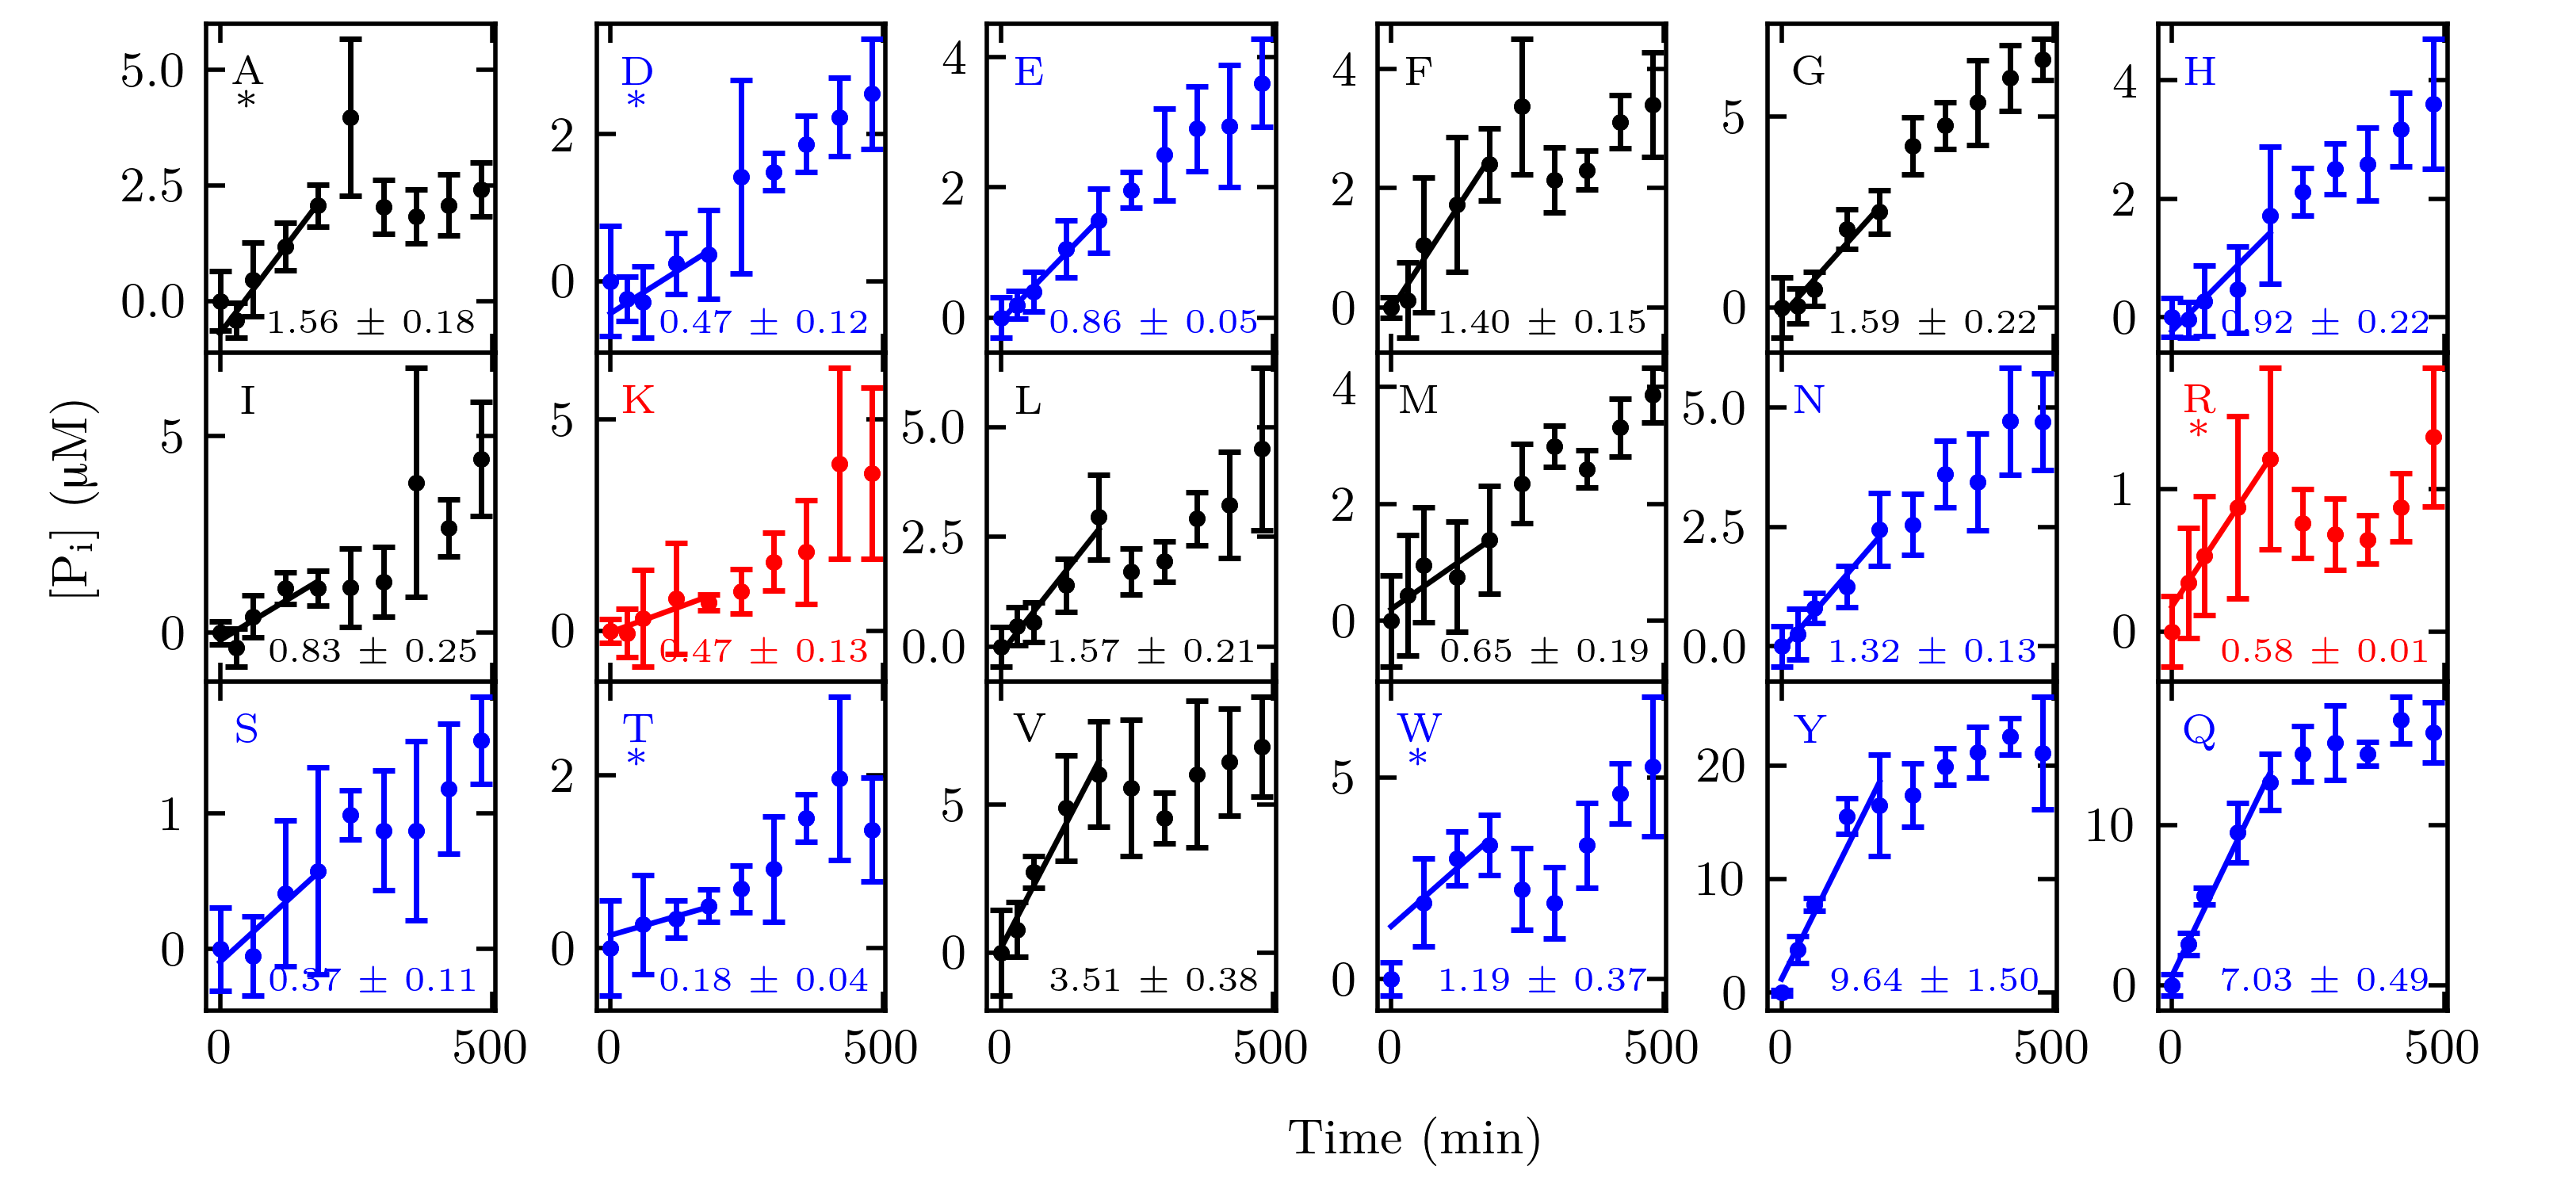 A
*
5.0
2.5
0.0
1.56 ± 0.18
D
*
2
0
0.47 ± 0.12
E
4
2
0
0.86 ± 0.05
F
4
2
0
1.40 ± 0.15
G
5
0
1.59 ± 0.22
H
4
2
0
0.92 ± 0.22
[Pi] (µM)
I
5
0
0.83 ± 0.25
K
5
0
0.47 ± 0.13
L
5.0
2.5
0.0
1.57 ± 0.21
M
4
2
0
0.65 ± 0.19
N
5.0
2.5
0.0
1.32 ± 0.13
R
*
1
0
0.58 ± 0.01
S
1
0
0.37 ± 0.11
0 500
T
*
2
0
0.18 ± 0.04
0 500
V
5
0
3.51 ± 0.38
0 500
W
*
5
0
1.19 ± 0.37
0 500
Y
20
10
0
9.64 ± 1.50
0 500
Q
10
0
7.03 ± 0.49
0 500
Time (min)